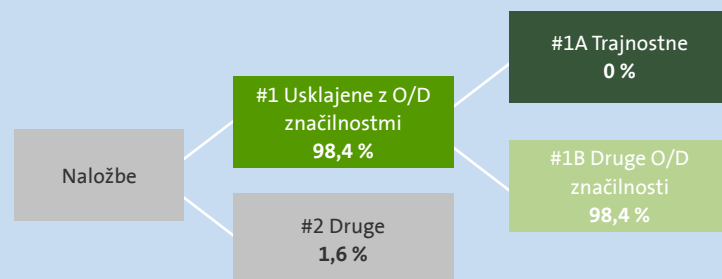 Naložbe
#1 Usklajene z O/D
značilnostmi
98,4 %
#2 Druge
1,6 %
#1A Trajnostne
0 %
#1B Druge O/D
značilnosti
98,4 %